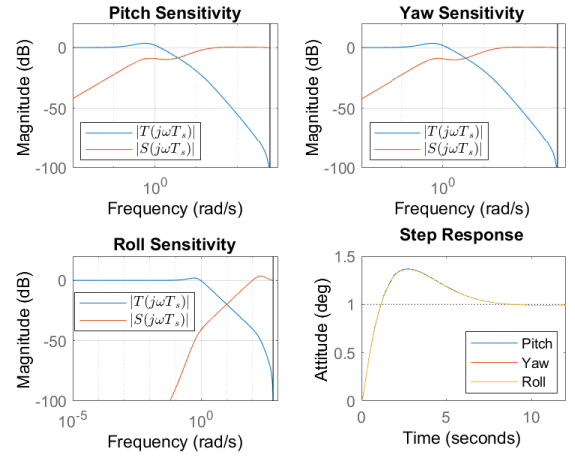 Pitch Sensitivity
0
-50
-100
Magnitude (dB)
|T(jωT_s)|
|S(jωT_s)|
10^0
Frequency (rad/s)
Yaw Sensitivity
0
-50
-100
Magnitude (dB)
|T(jωT_s)|
|S(jωT_s)|
10^0
Frequency (rad/s)
Roll Sensitivity
0
-50
-100
Magnitude (dB)
|T(jωT_s)|
|S(jωT_s)|
10^-5
10^0
Frequency (rad/s)
Step Response
1.5
1
0.5
0
Attitude (deg)
Pitch
Yaw
Roll
0
5
10
Time (seconds)